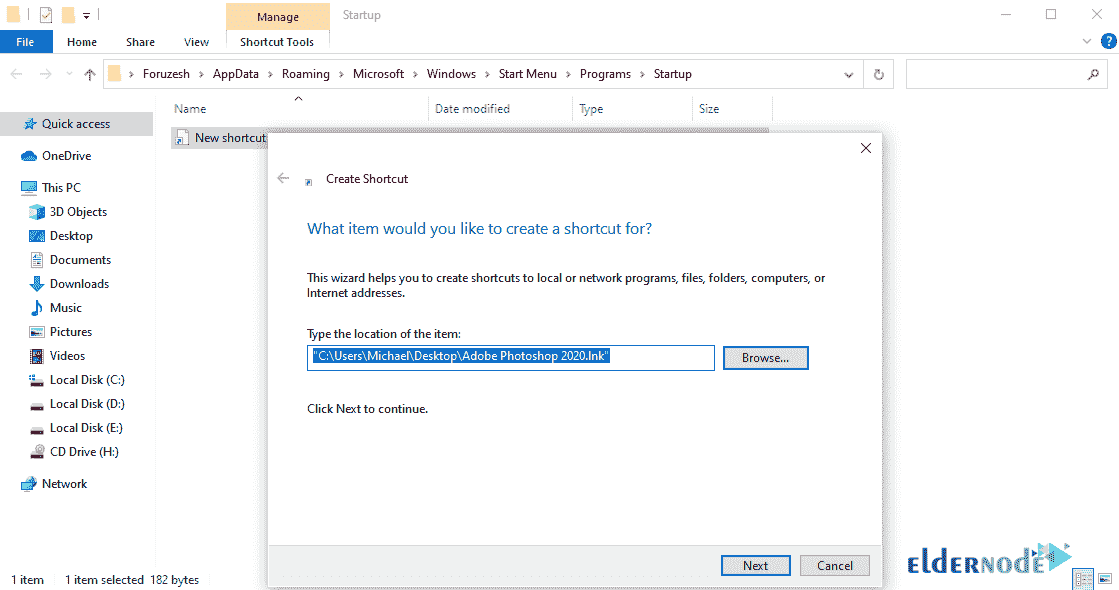 Manage
Startup
File
Home
Share
View
Shortcut Tools
?
Foruzesh > AppData > Roaming > Microsoft > Windows > Start Menu > Programs > Startup
Name
Date modified
Type
Size
Quick access
OneDrive
This PC
3D Objects
Desktop
Documents
Downloads
Music
Pictures
Videos
Local Disk (C:)
Local Disk (D:)
Local Disk (E:)
CD Drive (H:)
Network
New shortcut
Create Shortcut
What item would you like to create a shortcut for?
This wizard helps you to create shortcuts to local or network programs, files, folders, computers, or
Internet addresses.
Type the location of the item:
"C:\Users\Michael\Desktop\Adobe Photoshop 2020.lnk"
Browse...
Click Next to continue.
Next
Cancel
1 item
1 item selected
182 bytes
eldernode